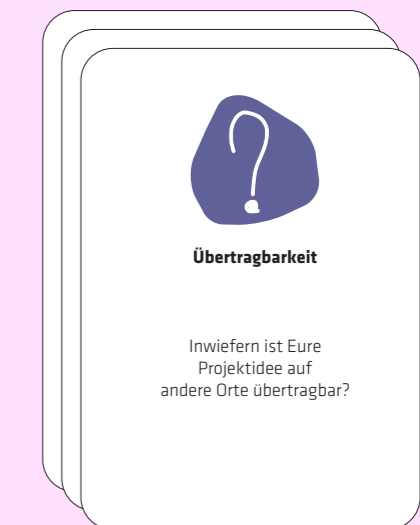 ?
Übertragbarkeit
Inwiefern ist Eure
Projektidee auf
andere Orte übertragbar?